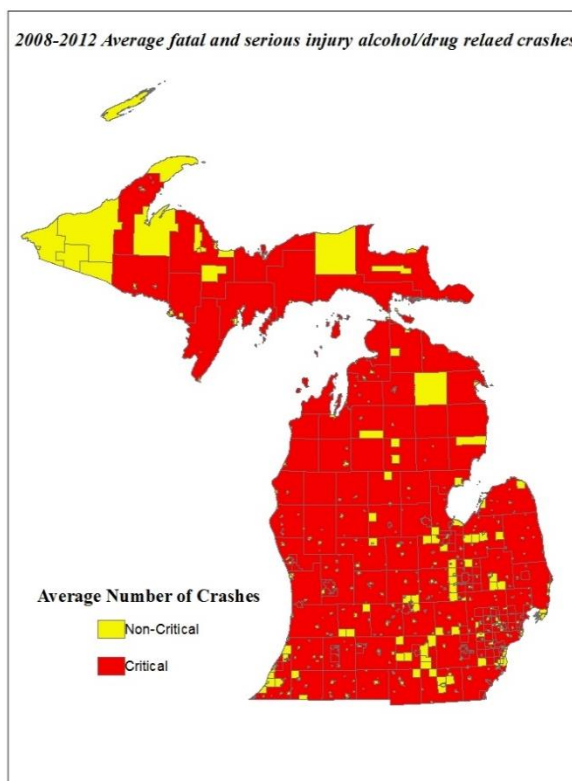 2008-2012 Average fatal and serious injury alcohol/drug relaed crashes
Average Number of Crashes
Non-Critical
Critical